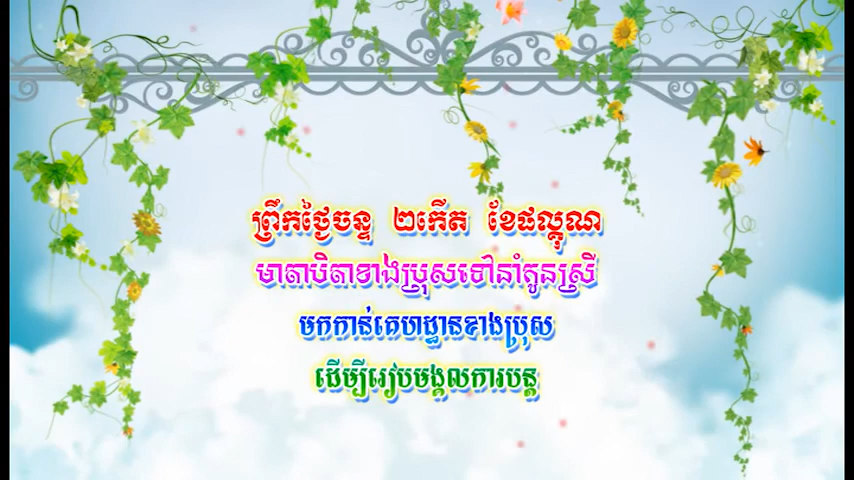 ព្រឹកថ្ងៃចន្ទ ២កើត ខែផល្គុណ
មាតាបិតាខាងប្រុសទៅនាំកូនស្រី
មកកាន់គេហដ្ឋានខាងប្រុស
ដើម្បីរៀបមង្គលការបន្ត